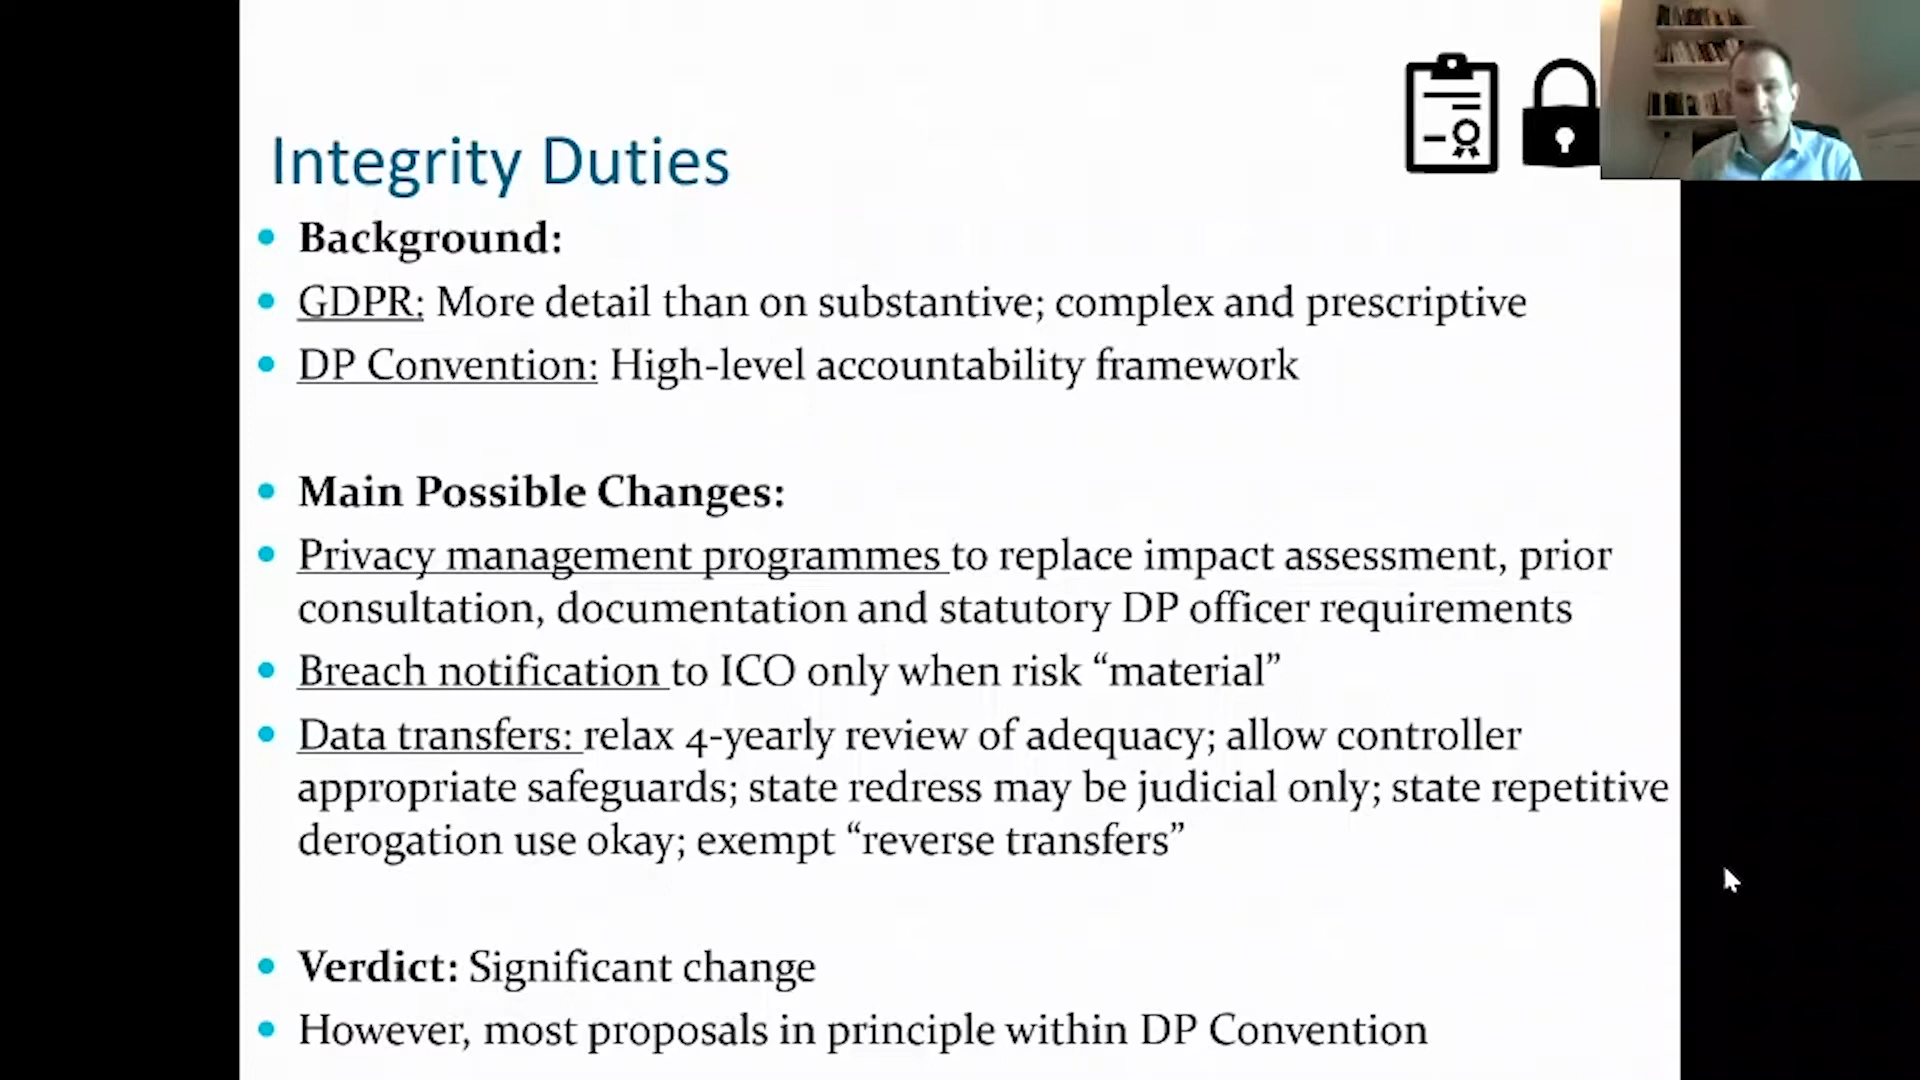 Integrity Duties
Background:
GDPR: More detail than on substantive; complex and prescriptive
DP Convention: High-level accountability framework
Main Possible Changes:
Privacy management programmes to replace impact assessment, prior
consultation, documentation and statutory DP officer requirements
Breach notification to ICO only when risk “material”
Data transfers: relax 4-yearly review of adequacy; allow controller
appropriate safeguards; state redress may be judicial only; state repetitive
derogation use okay; exempt “reverse transfers”
Verdict: Significant change
However, most proposals in principle within DP Convention